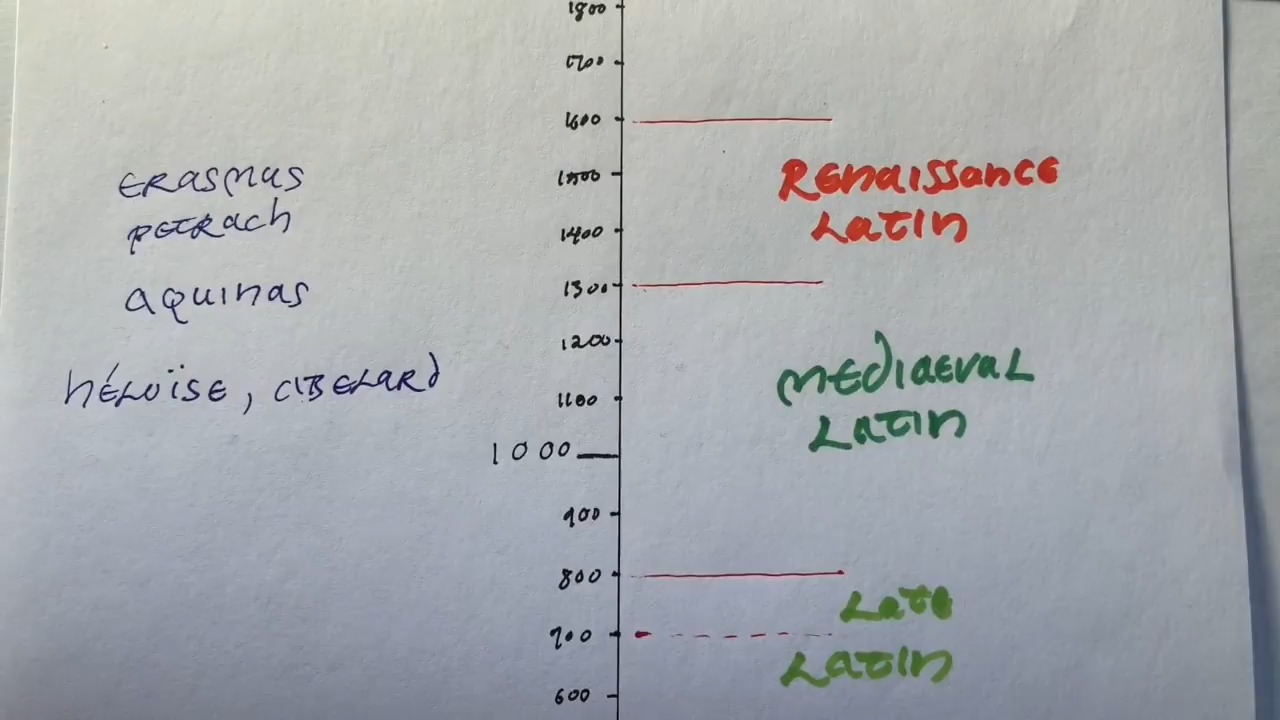 1800
1700
1600
ERASMUS
1500
RENAISSANCE
PETRACH
1400
LATIN
AQUINAS
1300
1200
HÉLOÏSE, ABELARD
MEDIAEVAL
1100
LATIN
1000
900
800
LATE
700
LATIN
600